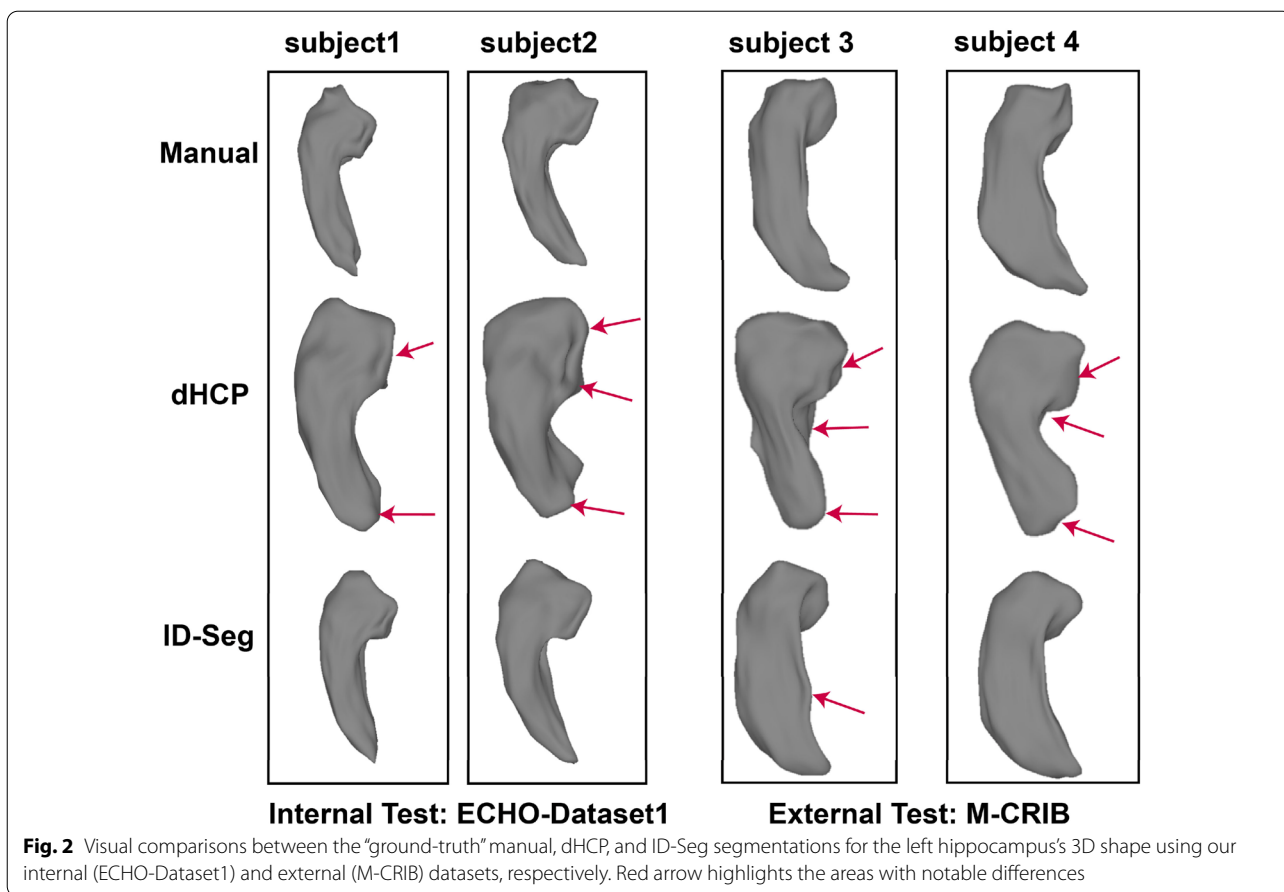 subject1 subject2 subject 3 subject 4
Manual
dHCP
ID-Seg
Internal Test: ECHO-Dataset1 External Test: M-CRIB
Fig. 2 Visual comparisons between the “ground-truth” manual, dHCP, and ID-Seg segmentations for the left hippocampus’s 3D shape using our
internal (ECHO-Dataset1) and external (M-CRIB) datasets, respectively. Red arrow highlights the areas with notable differences